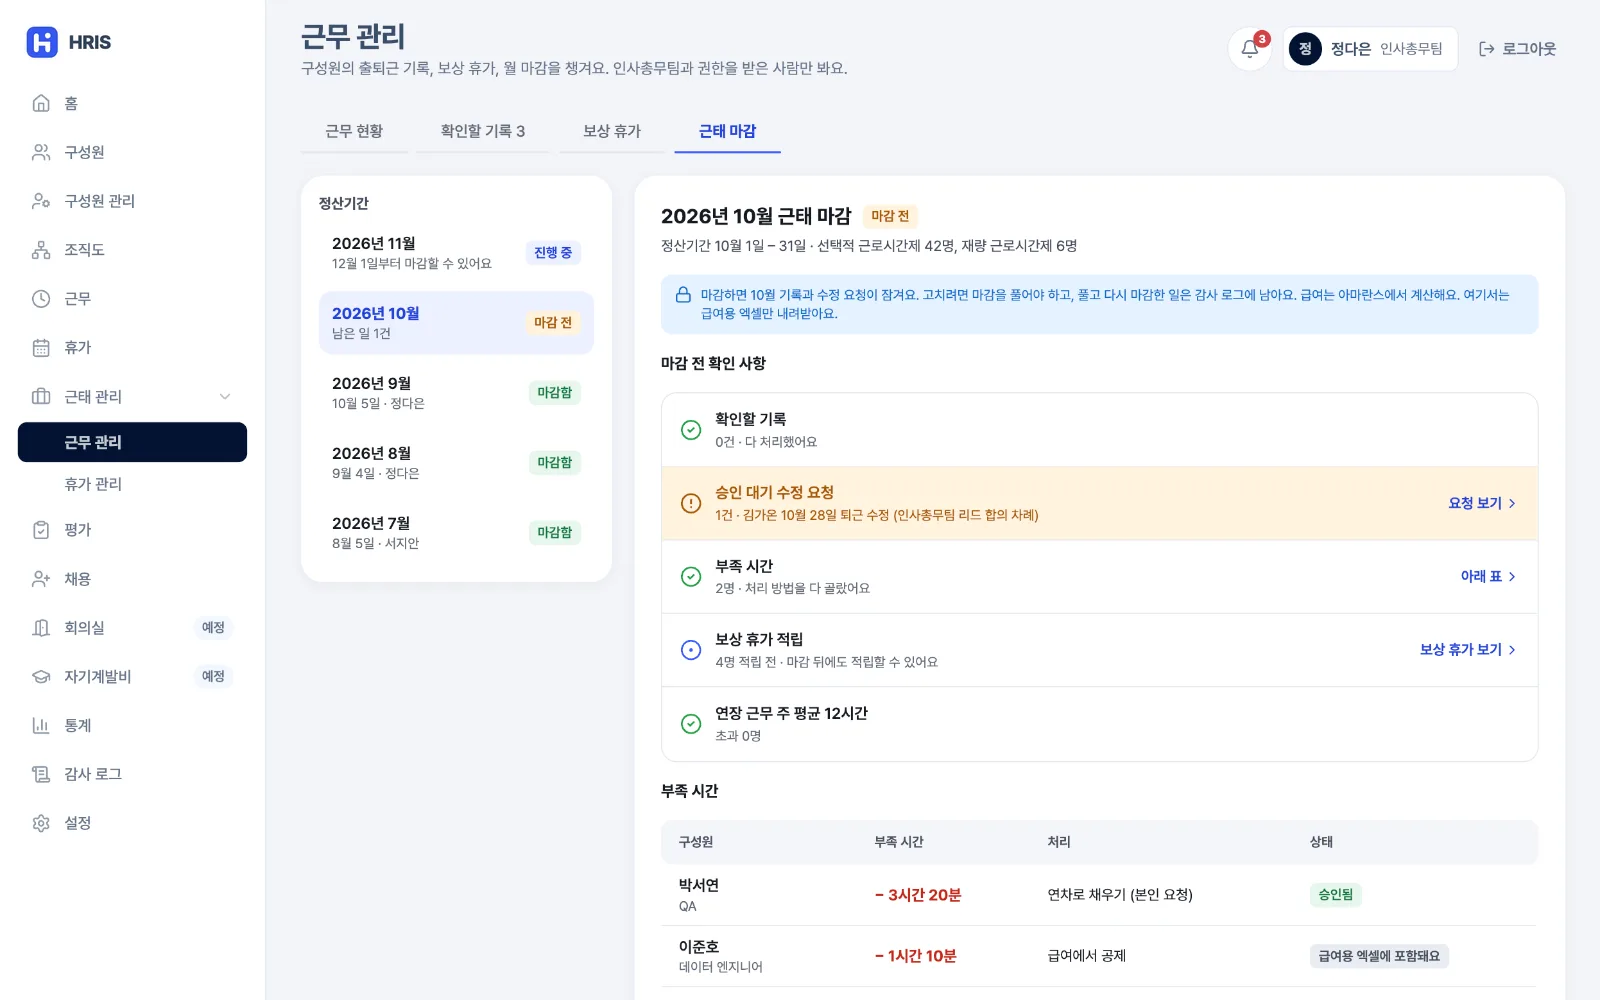 HRIS
홈
구성원
구성원 관리
조직도
근무
휴가
근태 관리
근무 관리
휴가 관리
평가
채용
회의실 예정
자기계발비 예정
통계
감사 로그
설정
근무 관리
구성원의 출퇴근 기록, 보상 휴가, 월 마감을 챙겨요. 인사총무팀과 권한을 받은 사람만 봐요.
3
정 정다은 인사총무팀
로그아웃
근무 현황
확인할 기록 3
보상 휴가
근태 마감
정산기간
2026년 11월
12월 1일부터 마감할 수 있어요
진행 중
2026년 10월
남은 일 1건
마감 전
2026년 9월
10월 5일 · 정다은
마감함
2026년 8월
9월 4일 · 정다은
마감함
2026년 7월
8월 5일 · 서지안
마감함
2026년 10월 근태 마감 마감 전
정산기간 10월 1일 – 31일 · 선택적 근로시간제 42명, 재량 근로시간제 6명
마감하면 10월 기록과 수정 요청이 잠겨요. 고치려면 마감을 풀어야 하고, 풀고 다시 마감한 일은 감사 로그에 남아요. 급여는 아마란스에서 계산해요. 여기서는
급여용 엑셀만 내려받아요.
마감 전 확인 사항
확인할 기록
0건 · 다 처리했어요
승인 대기 수정 요청
1건 · 김가온 10월 28일 퇴근 수정 (인사총무팀 리드 합의 차례)
요청 보기
부족 시간
2명 · 처리 방법을 다 골랐어요
아래 표
보상 휴가 적립
4명 적립 전 · 마감 뒤에도 적립할 수 있어요
보상 휴가 보기
연장 근무 주 평균 12시간
초과 0명
부족 시간
구성원 부족 시간 처리 상태
박서연
QA
− 3시간 20분
연차로 채우기 (본인 요청)
승인됨
이준호
데이터 엔지니어
− 1시간 10분
급여에서 공제
급여용 엑셀에 포함돼요